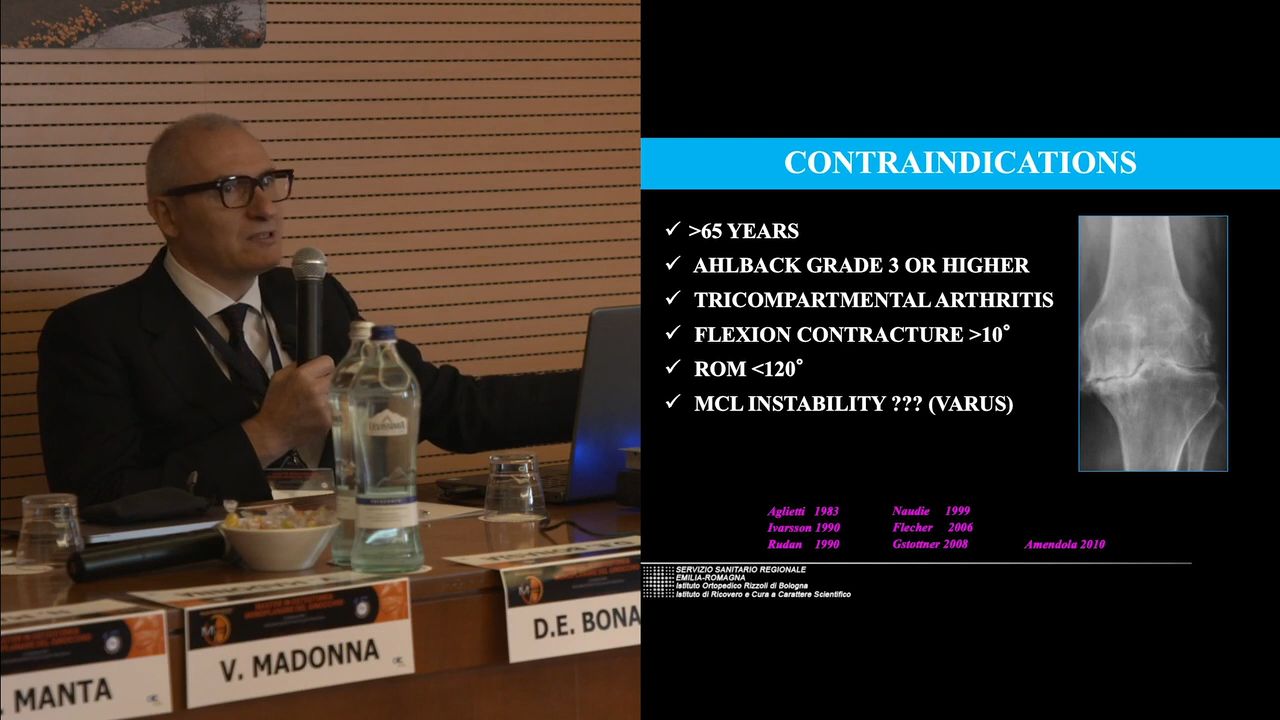 CONTRAINDICATIONS
>65 YEARS
AHLBACK GRADE 3 OR HIGHER
TRICOMPARTMENTAL ARTHRITIS
FLEXION CONTRACTURE >10°
ROM <120°
MCL INSTABILITY ??? (VARUS)
Aglietti 1983
Ivarsson 1990
Rudan 1990
Naudie 1999
Flecher 2006
Gstottner 2008
Amendola 2010
SERVIZIO SANITARIO REGIONALE
EMILIA-ROMAGNA
Istituto Ortopedico Rizzoli di Bologna
Istituto di Ricovero e Cura a Carattere Scientifico
MANTA
V. MADONNA
D.E. BONA